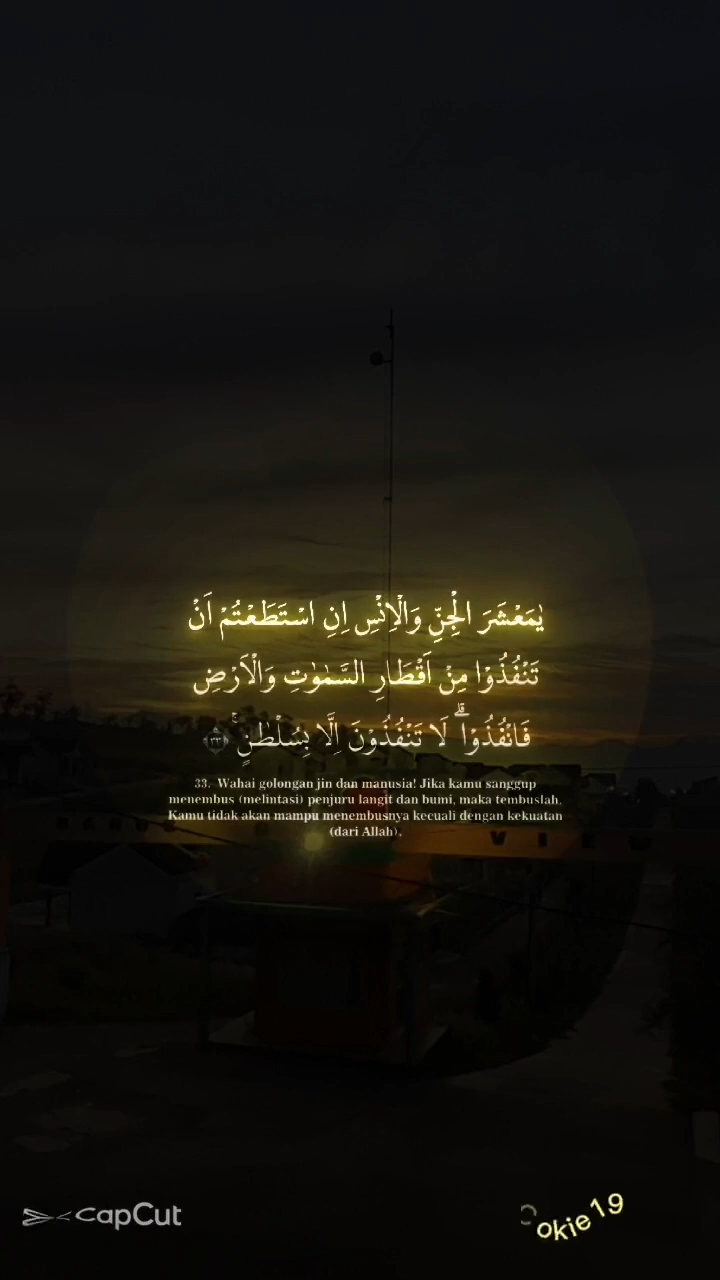 يٰمَعْشَرَ الْجِنِّ وَالْاِنْسِ اِنِ اسْتَطَعْتُمْ اَنْ
تَنْفُذُوْا مِنْ اَقْطَارِ السَّمٰوٰتِ وَالْاَرْضِ
فَانْفُذُوْاۗ لَا تَنْفُذُوْنَ اِلَّا بِسُلْطٰنٍۚ ٣٣
33. Wahai golongan jin dan manusia! Jika kamu sanggup
menembus (melintasi) penjuru langit dan bumi, maka tembuslah.
Kamu tidak akan mampu menembusnya kecuali dengan kekuatan
(dari Allah).
CapCut
okie19